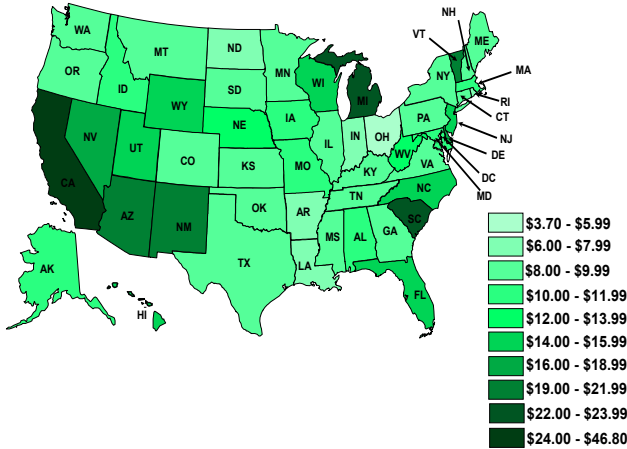 NH
VT
WA
ME
MT
ND
MN
OR
NY
MA
WI
SD
ID
MI
RI
WY
CT
PA
IA
NE
NJ
OH
IN
NV
IL
DE
UT
WV
CO
VA
DC
KS
MO
KY
MD
CA
NC
TN
OK
AZ
AR
NM
SC
MS
AL
GA
TX
LA
AK
FL
HI
$3.70 - $5.99
$6.00 - $7.99
$8.00 - $9.99
$10.00 - $11.99
$12.00 - $13.99
$14.00 - $15.99
$16.00 - $18.99
$19.00 - $21.99
$22.00 - $23.99
$24.00 - $46.80